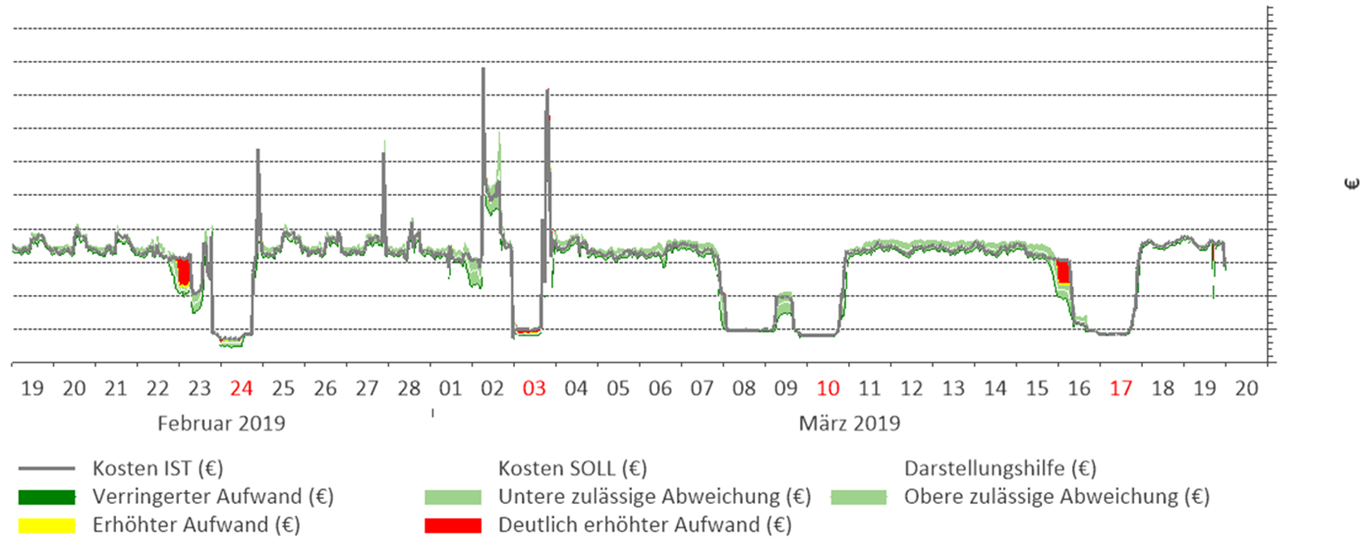 €
19 20 21 22 23 24 25 26 27 28 01 02 03 04 05 06 07 08 09 10 11 12 13 14 15 16 17 18 19 20
Februar 2019 März 2019
Kosten IST (€) Kosten SOLL (€) Darstellungshilfe (€)
Verringerter Aufwand (€) Untere zulässige Abweichung (€) Obere zulässige Abweichung (€)
Erhöhter Aufwand (€) Deutlich erhöhter Aufwand (€)